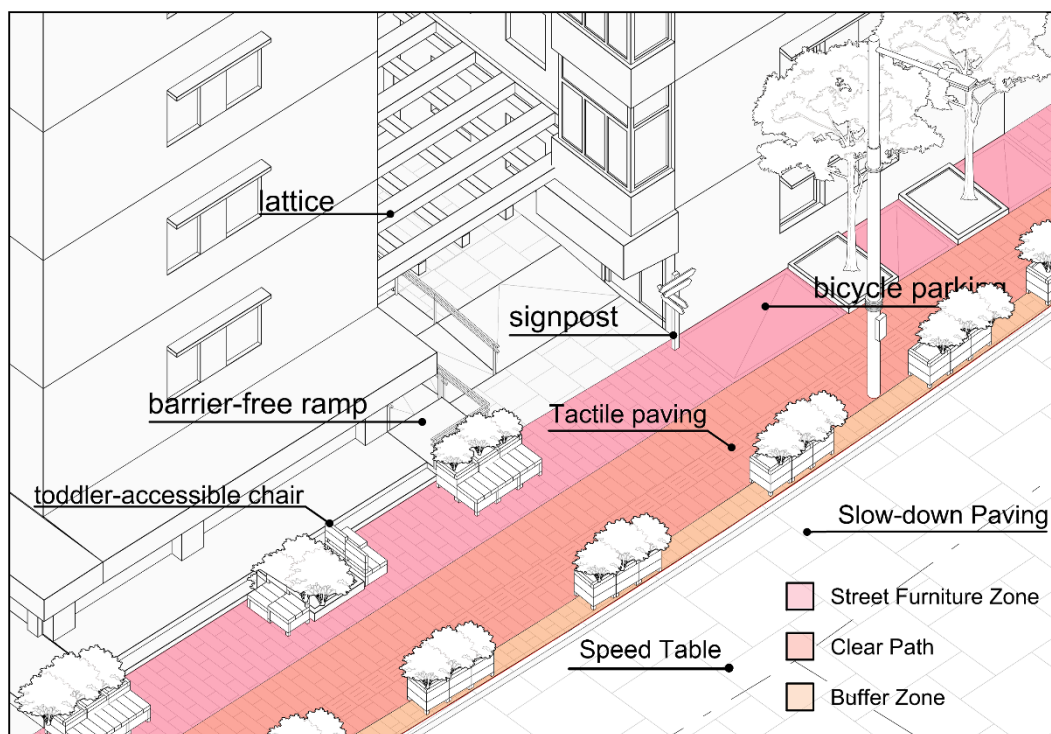 lattice
bicycle parking
signpost
barrier-free ramp
Tactile paving
toddler-accessible chair
Slow-down Paving
Street Furniture Zone
Speed Table
Clear Path
Buffer Zone